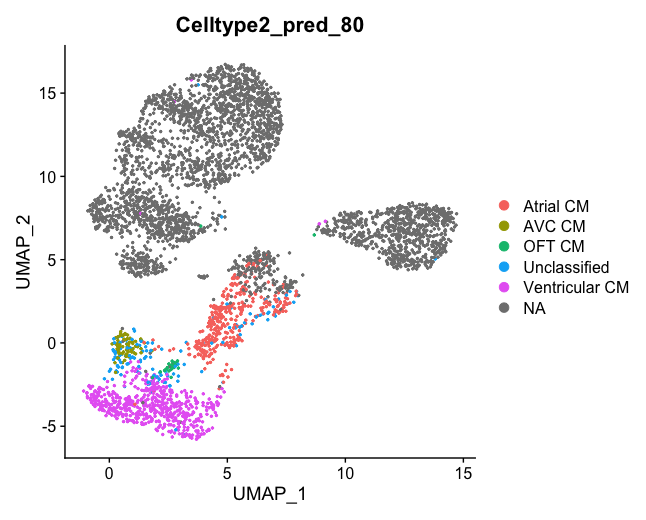 Celltype2_pred_80
15
10
5
0
-5
UMAP_2
0
5
10
15
UMAP_1
Atrial CM
AVC CM
OFT CM
Unclassified
Ventricular CM
NA